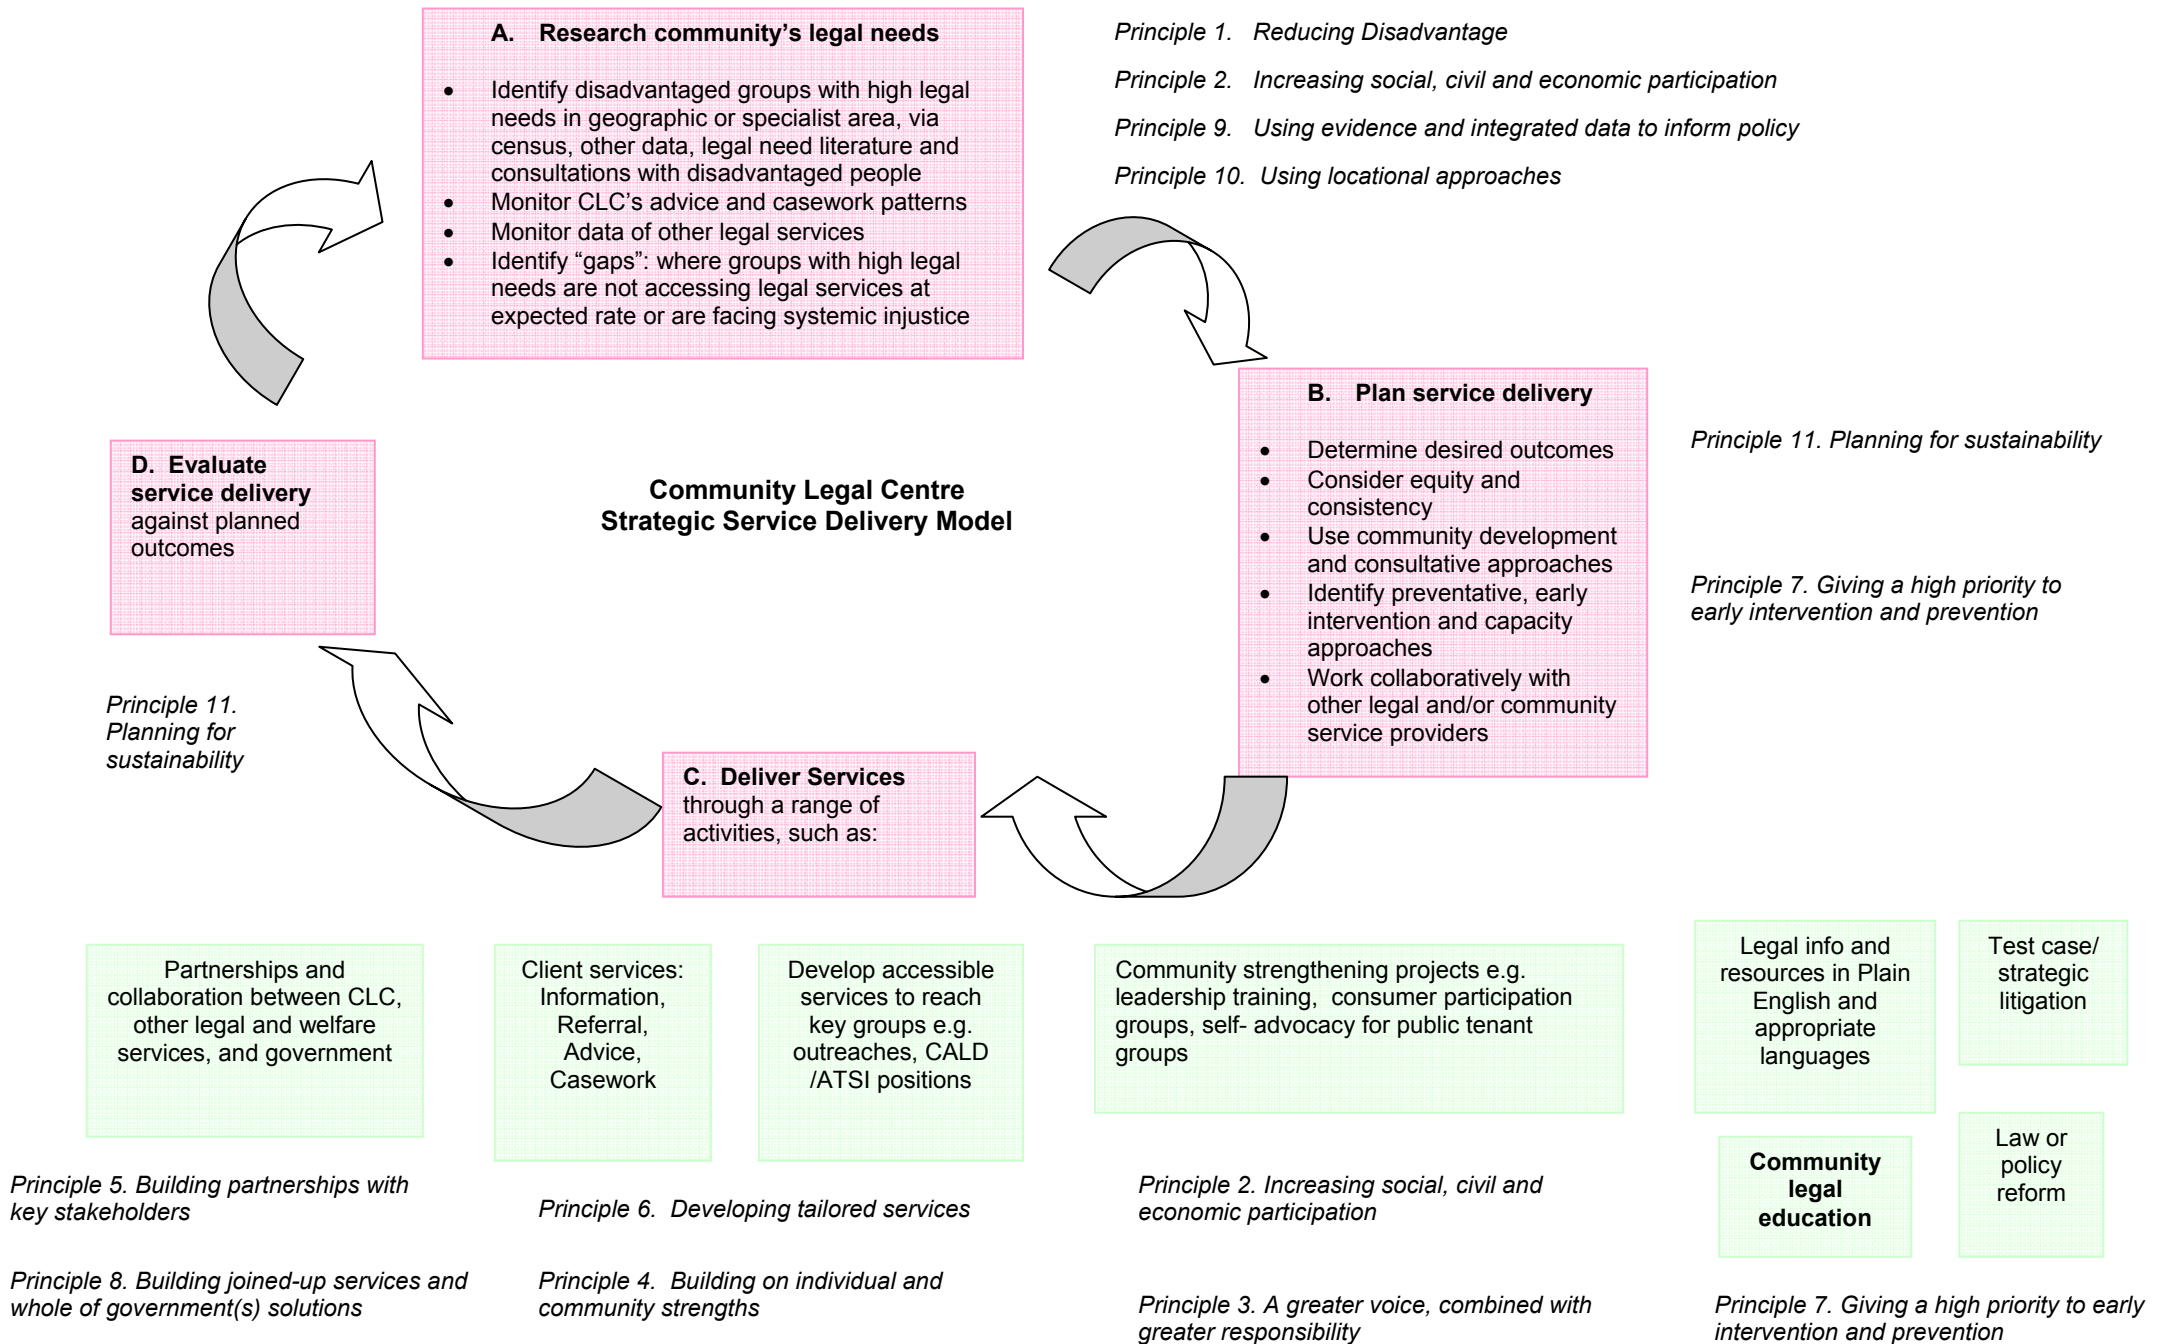 A. Research community’s legal needs
• Identify disadvantaged groups with high legal
needs in geographic or specialist area, via
census, other data, legal need literature and
consultations with disadvantaged people
• Monitor CLC’s advice and casework patterns
• Monitor data of other legal services
• Identify “gaps”: where groups with high legal
needs are not accessing legal services at
expected rate or are facing systemic injustice
Principle 1. Reducing Disadvantage
Principle 2. Increasing social, civil and economic participation
Principle 9. Using evidence and integrated data to inform policy
Principle 10. Using locational approaches
B. Plan service delivery
• Determine desired outcomes
• Consider equity and
consistency
• Use community development
and consultative approaches
• Identify preventative, early
intervention and capacity
approaches
• Work collaboratively with
other legal and/or community
service providers
Principle 11. Planning for sustainability
Principle 7. Giving a high priority to
early intervention and prevention
D. Evaluate
service delivery
against planned
outcomes
Community Legal Centre
Strategic Service Delivery Model
Principle 11.
Planning for
sustainability
C. Deliver Services
through a range of
activities, such as:
Partnerships and
collaboration between CLC,
other legal and welfare
services, and government
Client services:
Information,
Referral,
Advice,
Casework
Develop accessible
services to reach
key groups e.g.
outreaches, CALD
/ATSI positions
Community strengthening projects e.g.
leadership training, consumer participation
groups, self- advocacy for public tenant
groups
Legal info and
resources in Plain
English and
appropriate
languages
Test case/
strategic
litigation
Community
legal
education
Law or
policy
reform
Principle 5. Building partnerships with
key stakeholders
Principle 8. Building joined-up services and
whole of government(s) solutions
Principle 6. Developing tailored services
Principle 4. Building on individual and
community strengths
Principle 2. Increasing social, civil and
economic participation
Principle 3. A greater voice, combined with
greater responsibility
Principle 7. Giving a high priority to early
intervention and prevention